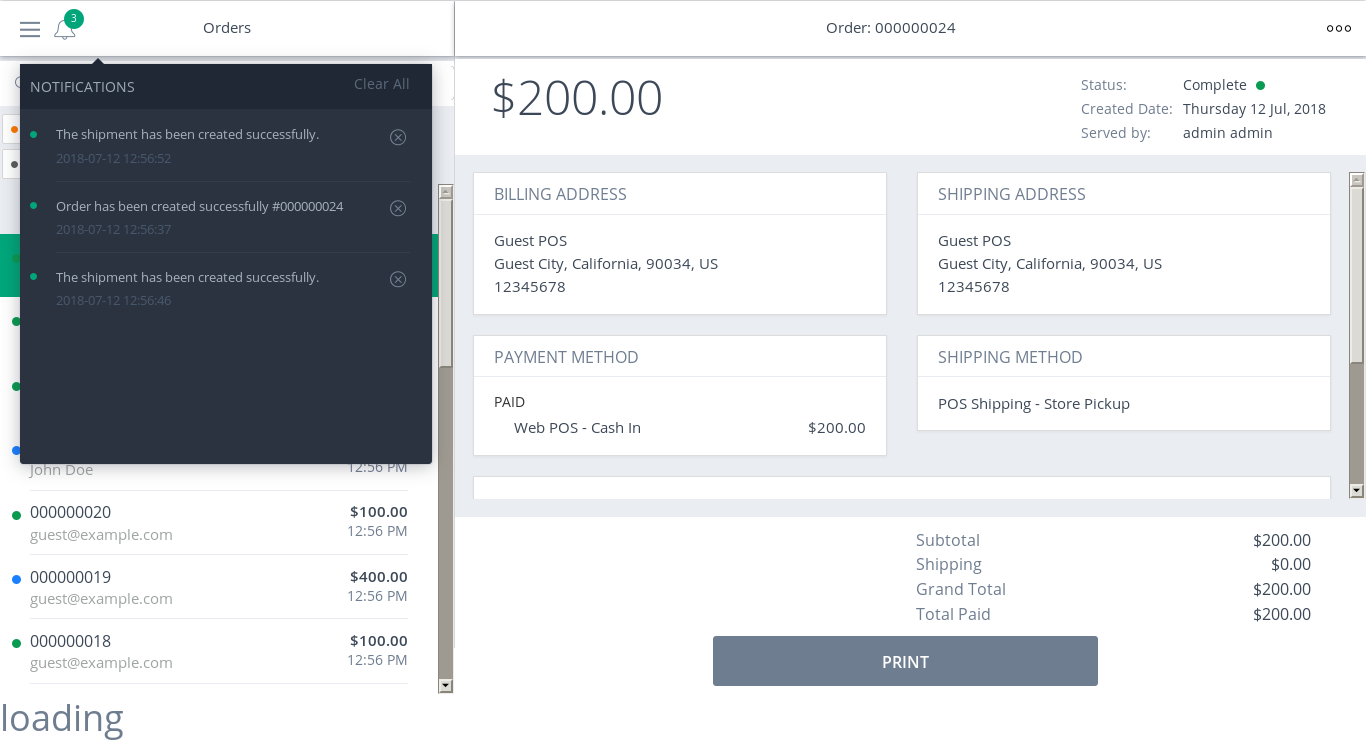 3
Orders
NOTIFICATIONS
Clear All
The shipment has been created successfully.
2018-07-12 12:56:52
Order has been created successfully #000000024
2018-07-12 12:56:37
The shipment has been created successfully.
2018-07-12 12:56:46
John Doe
12:56 PM
000000020
$100.00
guest@example.com
12:56 PM
000000019
$400.00
guest@example.com
12:56 PM
000000018
$100.00
guest@example.com
12:56 PM
loading
Order: 000000024
$200.00
Status: Complete
Created Date: Thursday 12 Jul, 2018
Served by: admin admin
BILLING ADDRESS
Guest POS
Guest City, California, 90034, US
12345678
SHIPPING ADDRESS
Guest POS
Guest City, California, 90034, US
12345678
PAYMENT METHOD
PAID
Web POS - Cash In $200.00
SHIPPING METHOD
POS Shipping - Store Pickup
Subtotal $200.00
Shipping $0.00
Grand Total $200.00
Total Paid $200.00
PRINT